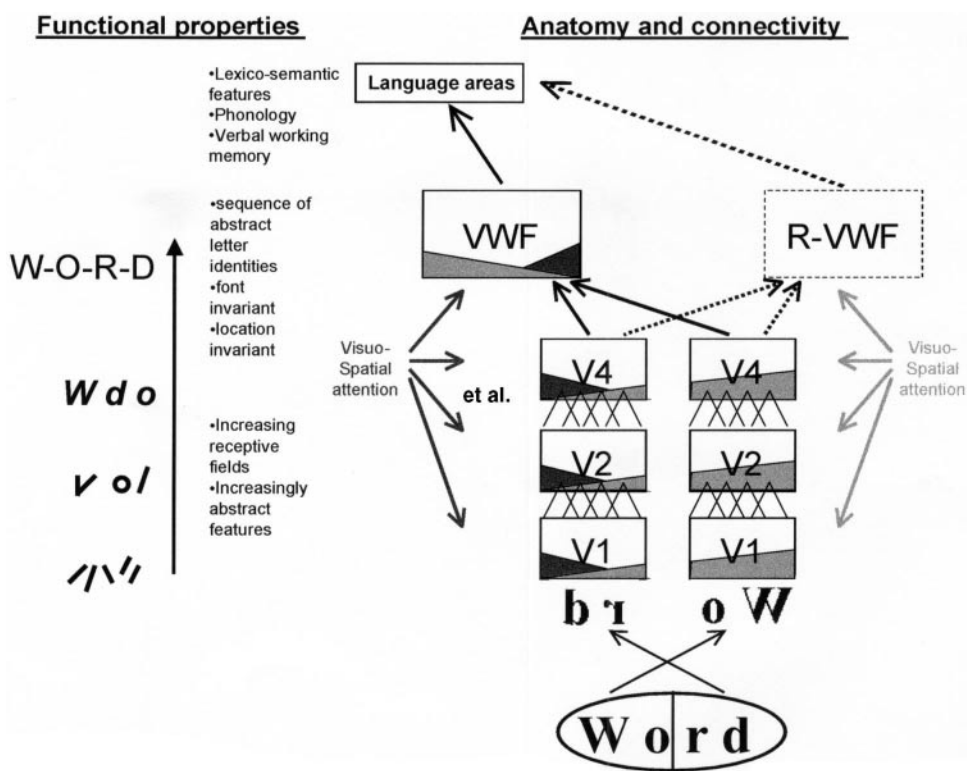 Functional properties
Anatomy and connectivity
•Lexico-semantic
features
•Phonology
•Verbal working
memory
Language areas
•sequence of
abstract
letter
identities
•font
invariant
•location
invariant
W-O-R-D
VWF
R-VWF
Visuo-
Spatial
attention
et al.
V4
V4
Visuo-
Spatial
attention
W d o
•Increasing
receptive
fields
•Increasingly
abstract
features
v o l
V2
V2
V1
V1
d r o W
W o r d